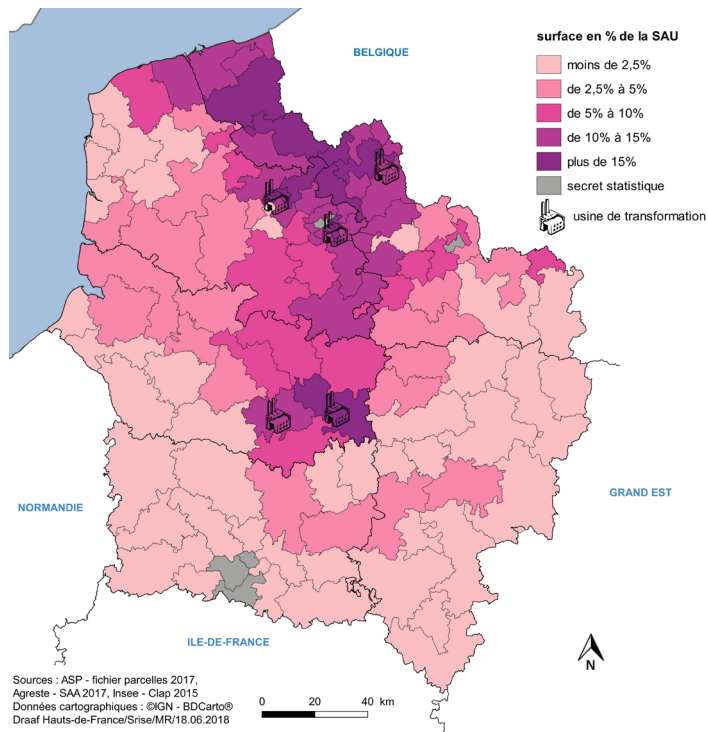 BELGIQUE
surface en % de la SAU
moins de 2,5%
de 2,5% à 5%
de 5% à 10%
de 10% à 15%
plus de 15%
secret statistique
usine de transformation
NORMANDIE
GRAND EST
ILE-DE-FRANCE
N
Sources : ASP - fichier parcelles 2017,
Agreste - SAA 2017, Insee - Clap 2015
Données cartographiques : ©IGN - BDCarto®
Draaf Hauts-de-France/Srise/MR/18.06.2018
0 20 40 km